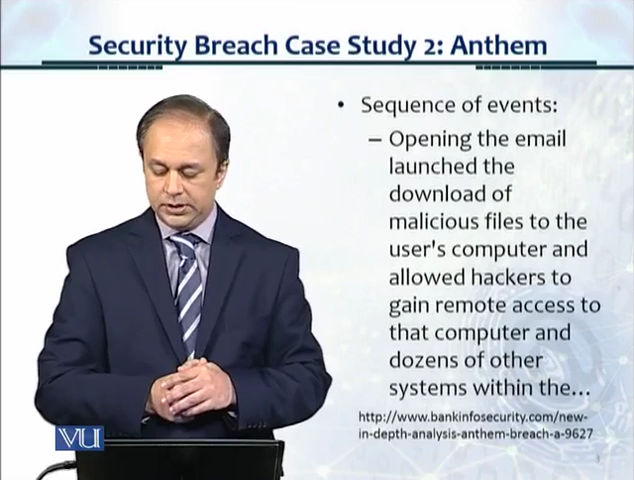 Security Breach Case Study 2: Anthem
• Sequence of events:
– Opening the email
launched the
download of
malicious files to the
user's computer and
allowed hackers to
gain remote access to
that computer and
dozens of other
systems within the...
http://www.bankinfosecurity.com/new-
in-depth-analysis-anthem-breach-a-9627
VU